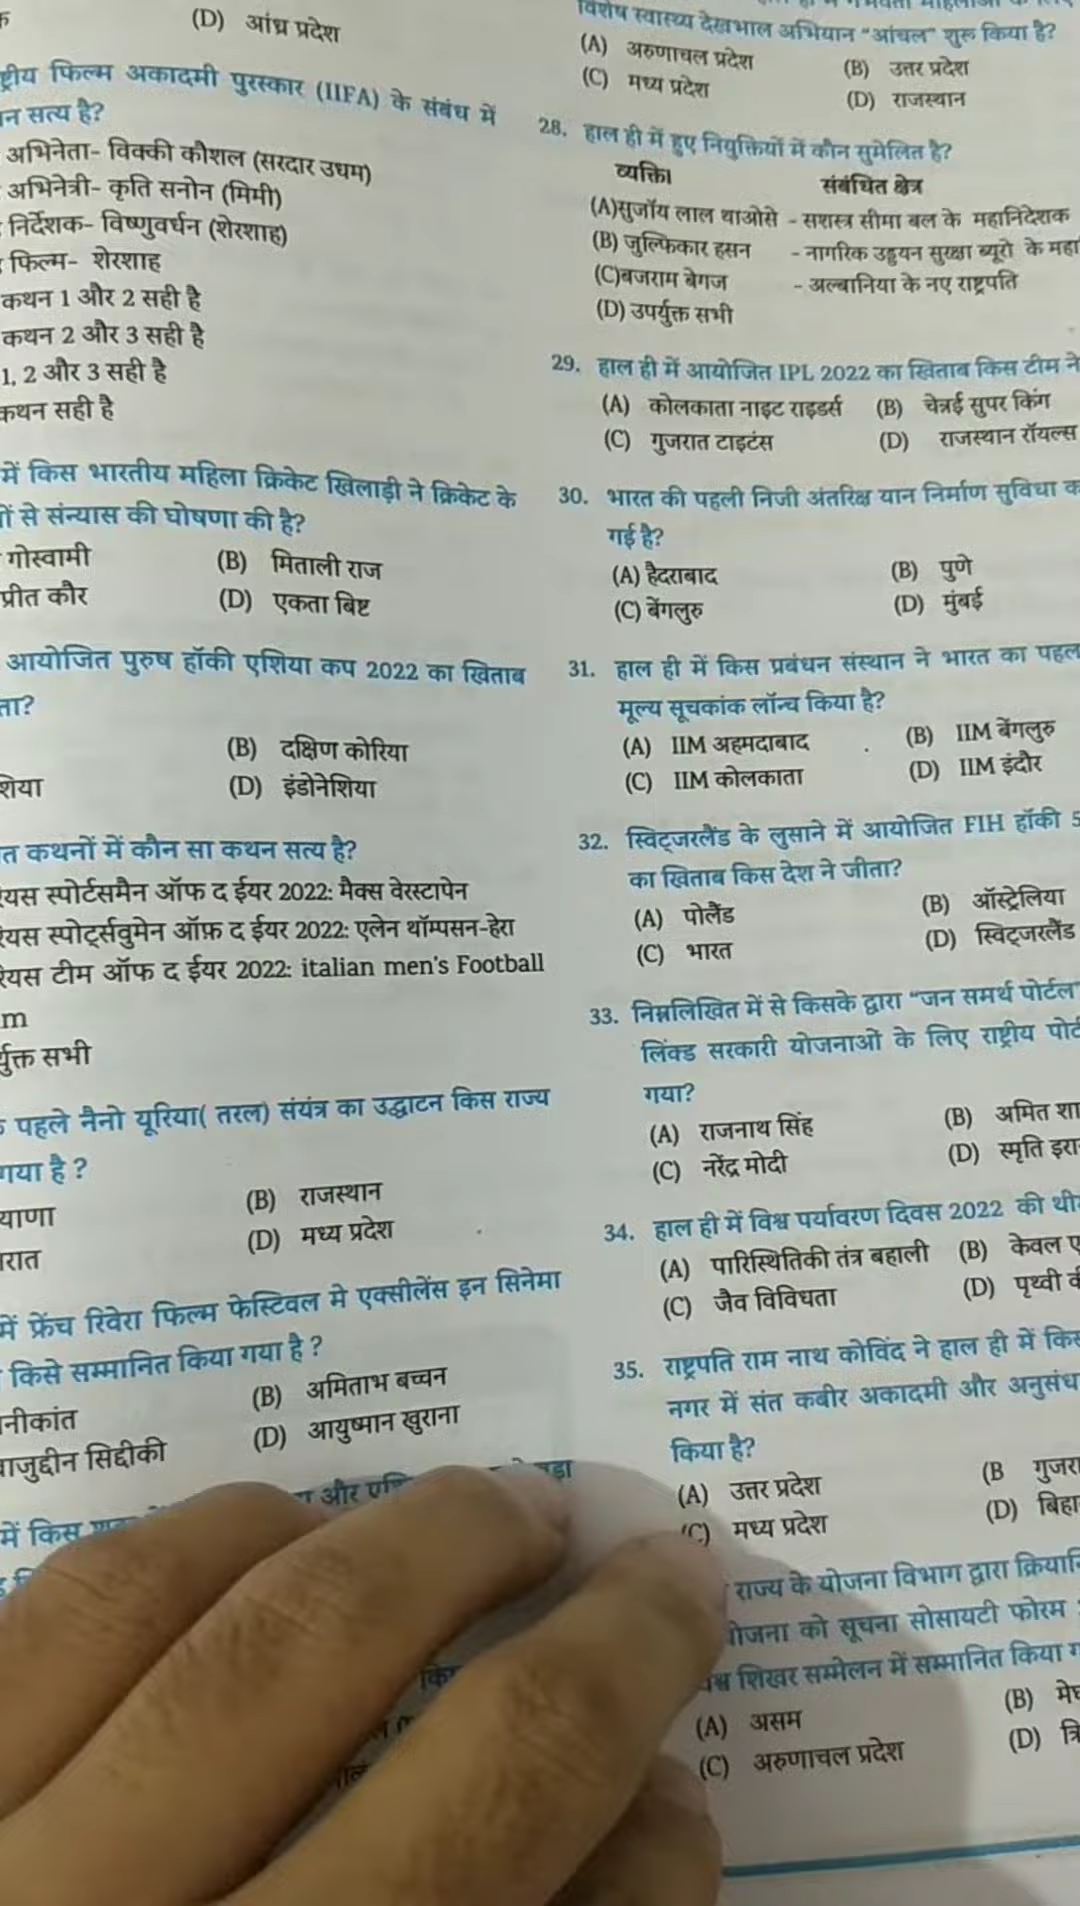 (D) आंध्र प्रदेश
ष्ट्रीय फिल्म अकादमी पुरस्कार (IIFA) के संबंध में
न सत्य है?
अभिनेता- विक्की कौशल (सरदार उधम)
अभिनेत्री- कृति सनोन (मिमी)
निर्देशक- विष्णुवर्धन (शेरशाह)
फिल्म- शेरशाह
कथन 1 और 2 सही है
कथन 2 और 3 सही है
1, 2 और 3 सही है
कथन सही है
में किस भारतीय महिला क्रिकेट खिलाड़ी ने क्रिकेट के
ों से संन्यास की घोषणा की है?
गोस्वामी (B) मिताली राज
प्रीत कौर (D) एकता बिष्ट
आयोजित पुरुष हॉकी एशिया कप 2022 का खिताब
ता?
(B) दक्षिण कोरिया
शिया (D) इंडोनेशिया
त कथनों में कौन सा कथन सत्य है?
यस स्पोर्टसमैन ऑफ द ईयर 2022: मैक्स वेरस्टापेन
यस स्पोर्ट्सवुमेन ऑफ़ द ईयर 2022: एलेन थॉम्पसन-हेरा
रेयस टीम ऑफ द ईयर 2022: italian men's Football
m
र्युक्त सभी
पहले नैनो यूरिया( तरल) संयंत्र का उद्घाटन किस राज्य
गया है ?
याणा (B) राजस्थान
रात (D) मध्य प्रदेश
में फ्रेंच रिवेरा फिल्म फेस्टिवल मे एक्सीलेंस इन सिनेमा
किसे सम्मानित किया गया है ?
नीकांत (B) अमिताभ बच्चन
ाजुद्दीन सिद्दीकी (D) आयुष्मान खुराना
में किस और
विशेष स्वास्थ्य देखभाल अभियान "आंचल" शुरू किया है?
(A) अरुणाचल प्रदेश (B) उत्तर प्रदेश
(C) मध्य प्रदेश (D) राजस्थान
28. हाल ही में हुए नियुक्तियों में कौन सुमेलित है?
व्यक्ति। संबंधित क्षेत्र
(A)सुजॉय लाल थाओसे - सशस्त्र सीमा बल के महानिदेशक
(B) जुल्फिकार हसन - नागरिक उड्डयन सुरक्षा ब्यूरो के महा
(C)बजराम बेगज - अल्बानिया के नए राष्ट्रपति
(D) उपर्युक्त सभी
29. हाल ही में आयोजित IPL 2022 का खिताब किस टीम ने
(A) कोलकाता नाइट राइडर्स (B) चेन्नई सुपर किंग
(C) गुजरात टाइटंस (D) राजस्थान रॉयल्स
30. भारत की पहली निजी अंतरिक्ष यान निर्माण सुविधा क
गई है?
(A) हैदराबाद (B) पुणे
(C) बेंगलुरु (D) मुंबई
31. हाल ही में किस प्रबंधन संस्थान ने भारत का पहल
मूल्य सूचकांक लॉन्च किया है?
(A) IIM अहमदाबाद (B) IIM बेंगलुरु
(C) IIM कोलकाता (D) IIM इंदौर
32. स्विट्जरलैंड के लुसाने में आयोजित FIH हॉकी 5
का खिताब किस देश ने जीता?
(A) पोलैंड (B) ऑस्ट्रेलिया
(C) भारत (D) स्विट्जरलैंड
33. निम्नलिखित में से किसके द्वारा "जन समर्थ पोर्टल"
लिंक्ड सरकारी योजनाओं के लिए राष्ट्रीय पोर्ट
गया?
(A) राजनाथ सिंह (B) अमित शा
(C) नरेंद्र मोदी (D) स्मृति इरा
34. हाल ही में विश्व पर्यावरण दिवस 2022 की थी
(A) पारिस्थितिकी तंत्र बहाली (B) केवल ए
(C) जैव विविधता (D) पृथ्वी क
35. राष्ट्रपति राम नाथ कोविंद ने हाल ही में किस
नगर में संत कबीर अकादमी और अनुसंध
किया है?
(A) उत्तर प्रदेश (B गुजरा
(C) मध्य प्रदेश (D) बिहा
राज्य के योजना विभाग द्वारा क्रियान्
ोजना को सूचना सोसायटी फोरम
शिखर सम्मेलन में सम्मानित किया ग
(A) असम (B) मेघ
(C) अरुणाचल प्रदेश (D) त्रि